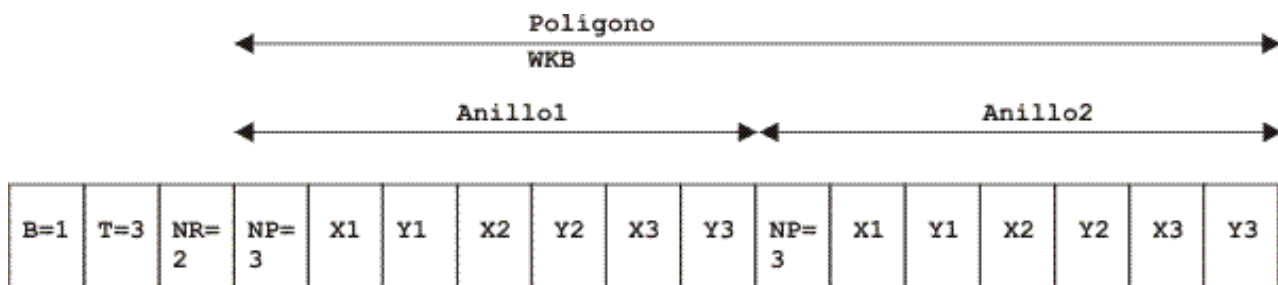 Polígono
WKB
Anillo1 Anillo2
B=1 T=3 NR= NP= X1 Y1 X2 Y2 X3 Y3 NP= X1 Y1 X2 Y2 X3 Y3
2 3 3